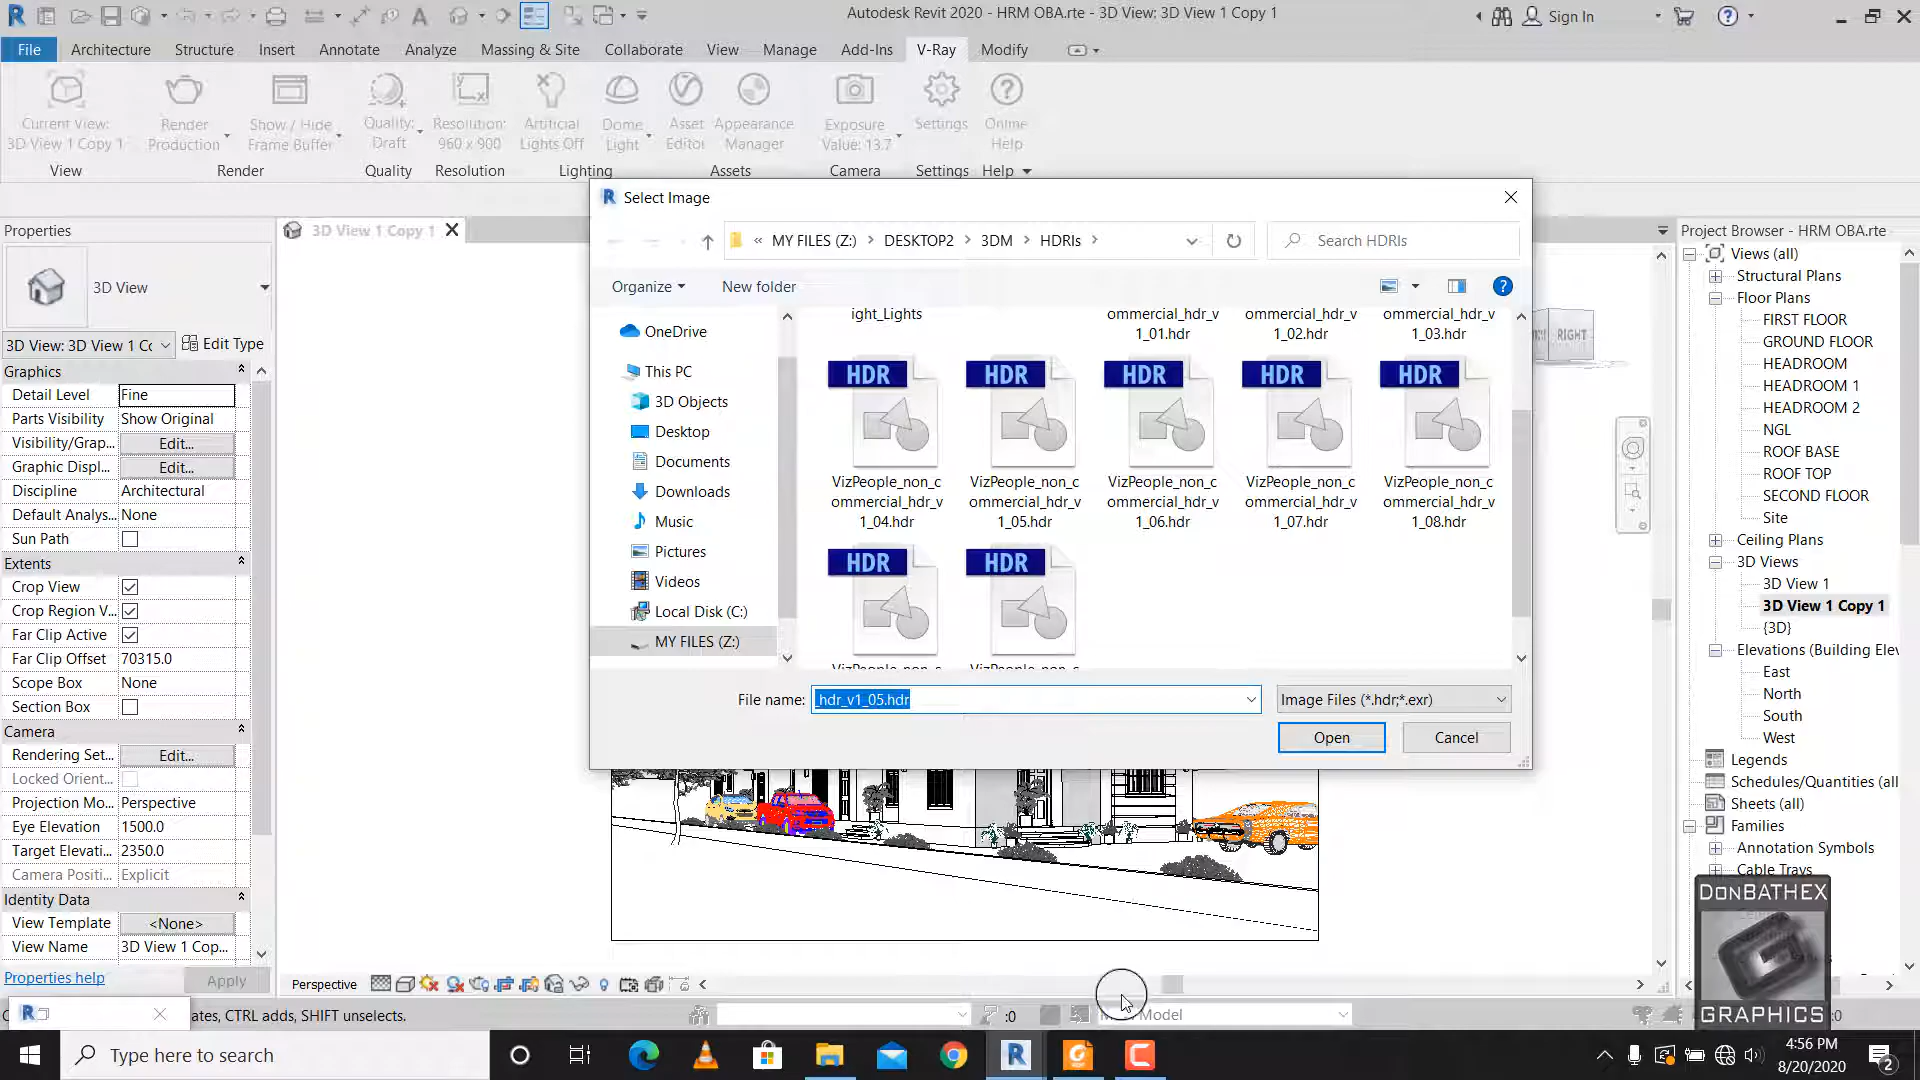 Autodesk Revit 2020 - HRM OBA.rte - 3D View: 3D View 1 Copy 1
Sign In
File Architecture Structure Insert Annotate Analyze Massing & Site Collaborate View Manage Add-Ins V-Ray Modify
Current View:
3D View 1 Copy 1
Render
Production
Show / Hide
Frame Buffer
Quality:
Draft
Resolution:
960 x 900
Artificial
Lights Off
Dome
Light
Asset
Editor
Appearance
Manager
Exposure
Value: 13.7
Settings
Online
Help
View Render Quality Resolution Lighting Assets Camera Settings Help
Properties
3D View
3D View: 3D View 1 Cc
Edit Type
Graphics
Detail Level Fine
Parts Visibility Show Original
Visibility/Grap... Edit...
Graphic Displ... Edit...
Discipline Architectural
Default Analys... None
Sun Path
Extents
Crop View
Crop Region V...
Far Clip Active
Far Clip Offset 70315.0
Scope Box None
Section Box
Camera
Rendering Set... Edit...
Locked Orient...
Projection Mo... Perspective
Eye Elevation 1500.0
Target Elevati... 2350.0
Camera Positi... Explicit
Identity Data
View Template <None>
View Name 3D View 1 Cop...
Properties help
Apply
3D View 1 Copy 1
Select Image
« MY FILES (Z:) DESKTOP2 3DM HDRIs
Search HDRIs
Organize New folder
OneDrive
This PC
3D Objects
Desktop
Documents
Downloads
Music
Pictures
Videos
Local Disk (C:)
MY FILES (Z:)
ight_Lights
ommercial_hdr_v
1_01.hdr
ommercial_hdr_v
1_02.hdr
ommercial_hdr_v
1_03.hdr
HDR
VizPeople_non_c
ommercial_hdr_v
1_04.hdr
HDR
VizPeople_non_c
ommercial_hdr_v
1_05.hdr
HDR
VizPeople_non_c
ommercial_hdr_v
1_06.hdr
HDR
VizPeople_non_c
ommercial_hdr_v
1_07.hdr
HDR
VizPeople_non_c
ommercial_hdr_v
1_08.hdr
HDR
VizPeople_non_c
HDR
VizPeople_non_c
File name: _hdr_v1_05.hdr
Image Files (*.hdr;*.exr)
Open Cancel
RIGHT
Project Browser - HRM OBA.rte
Views (all)
Structural Plans
Floor Plans
FIRST FLOOR
GROUND FLOOR
HEADROOM
HEADROOM 1
HEADROOM 2
NGL
ROOF BASE
ROOF TOP
SECOND FLOOR
Site
Ceiling Plans
3D Views
3D View 1
3D View 1 Copy 1
{3D}
Elevations (Building Elev
East
North
South
West
Legends
Schedules/Quantities (all
Sheets (all)
Families
Annotation Symbols
Cable Trays
DONBATHEX
GRAPHICS
Perspective
ates, CTRL adds, SHIFT unselects.
:0
Model
:0
Type here to search
4:56 PM
8/20/2020
2